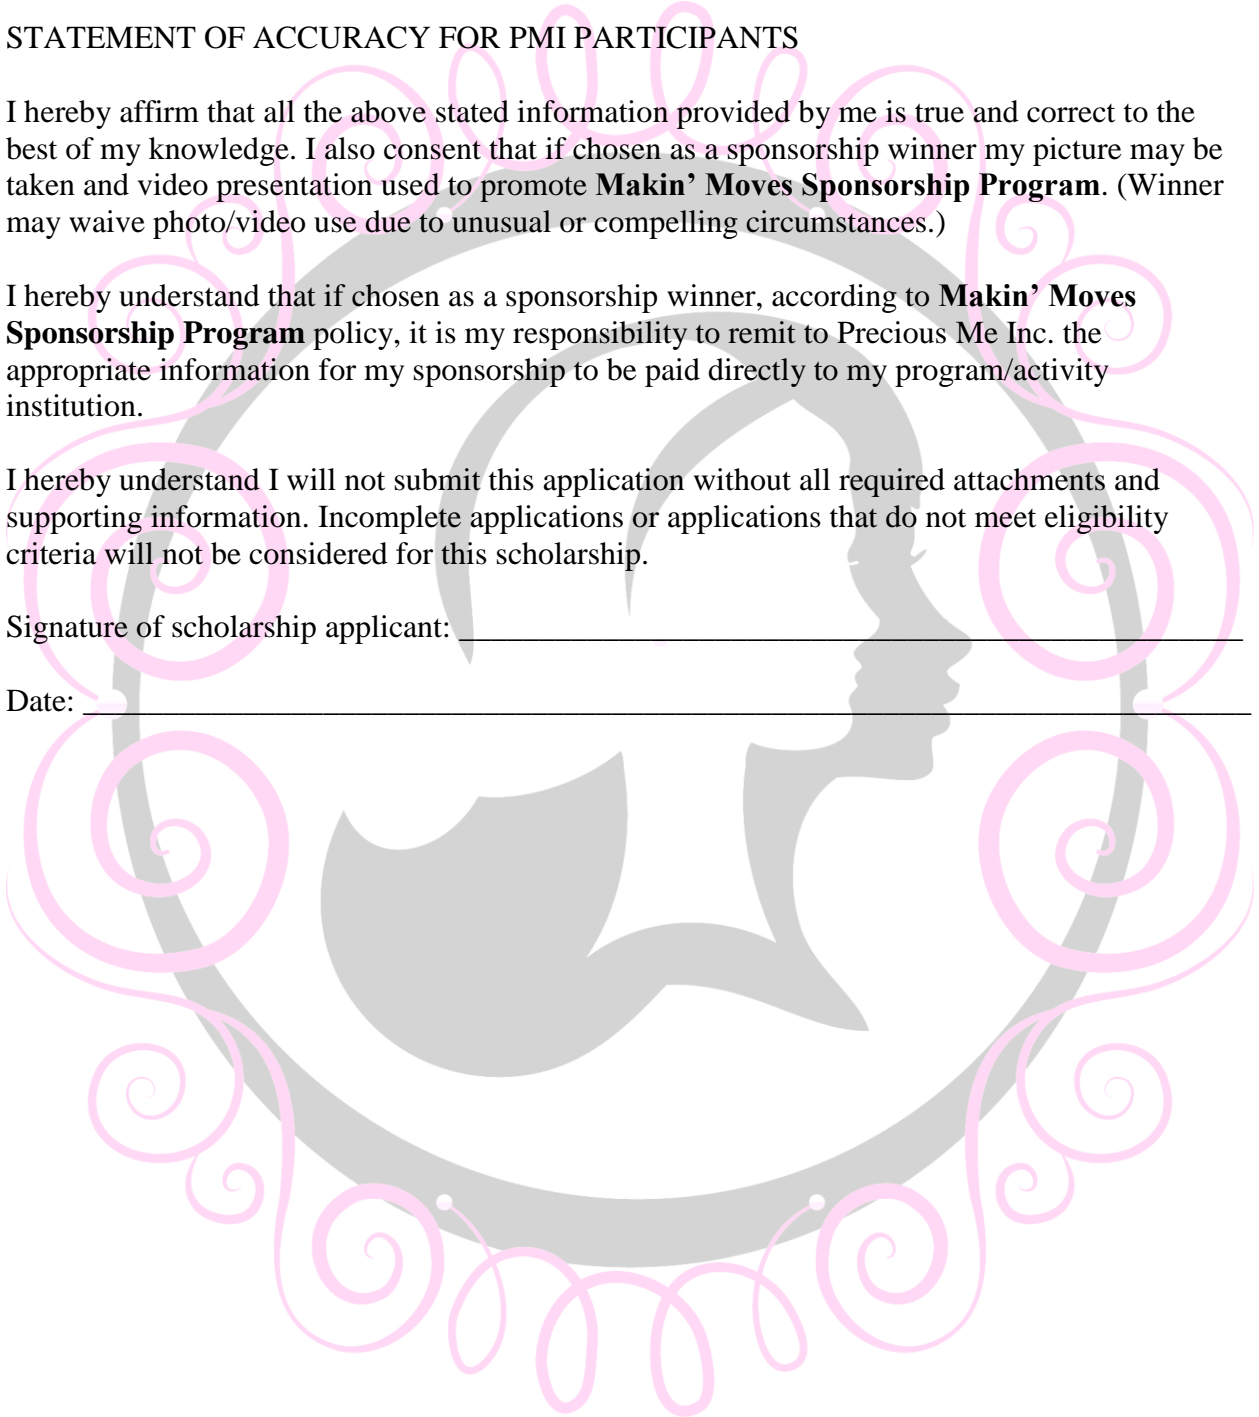 STATEMENT OF ACCURACY FOR PMI PARTICIPANTS
I hereby affirm that all the above stated information provided by me is true and correct to the
best of my knowledge. I also consent that if chosen as a sponsorship winner my picture may be
taken and video presentation used to promote Makin’ Moves Sponsorship Program. (Winner
may waive photo/video use due to unusual or compelling circumstances.)
I hereby understand that if chosen as a sponsorship winner, according to Makin’ Moves
Sponsorship Program policy, it is my responsibility to remit to Precious Me Inc. the
appropriate information for my sponsorship to be paid directly to my program/activity
institution.
I hereby understand I will not submit this application without all required attachments and
supporting information. Incomplete applications or applications that do not meet eligibility
criteria will not be considered for this scholarship.
Signature of scholarship applicant: _________________________________________________
Date: _________________________________________________________________________